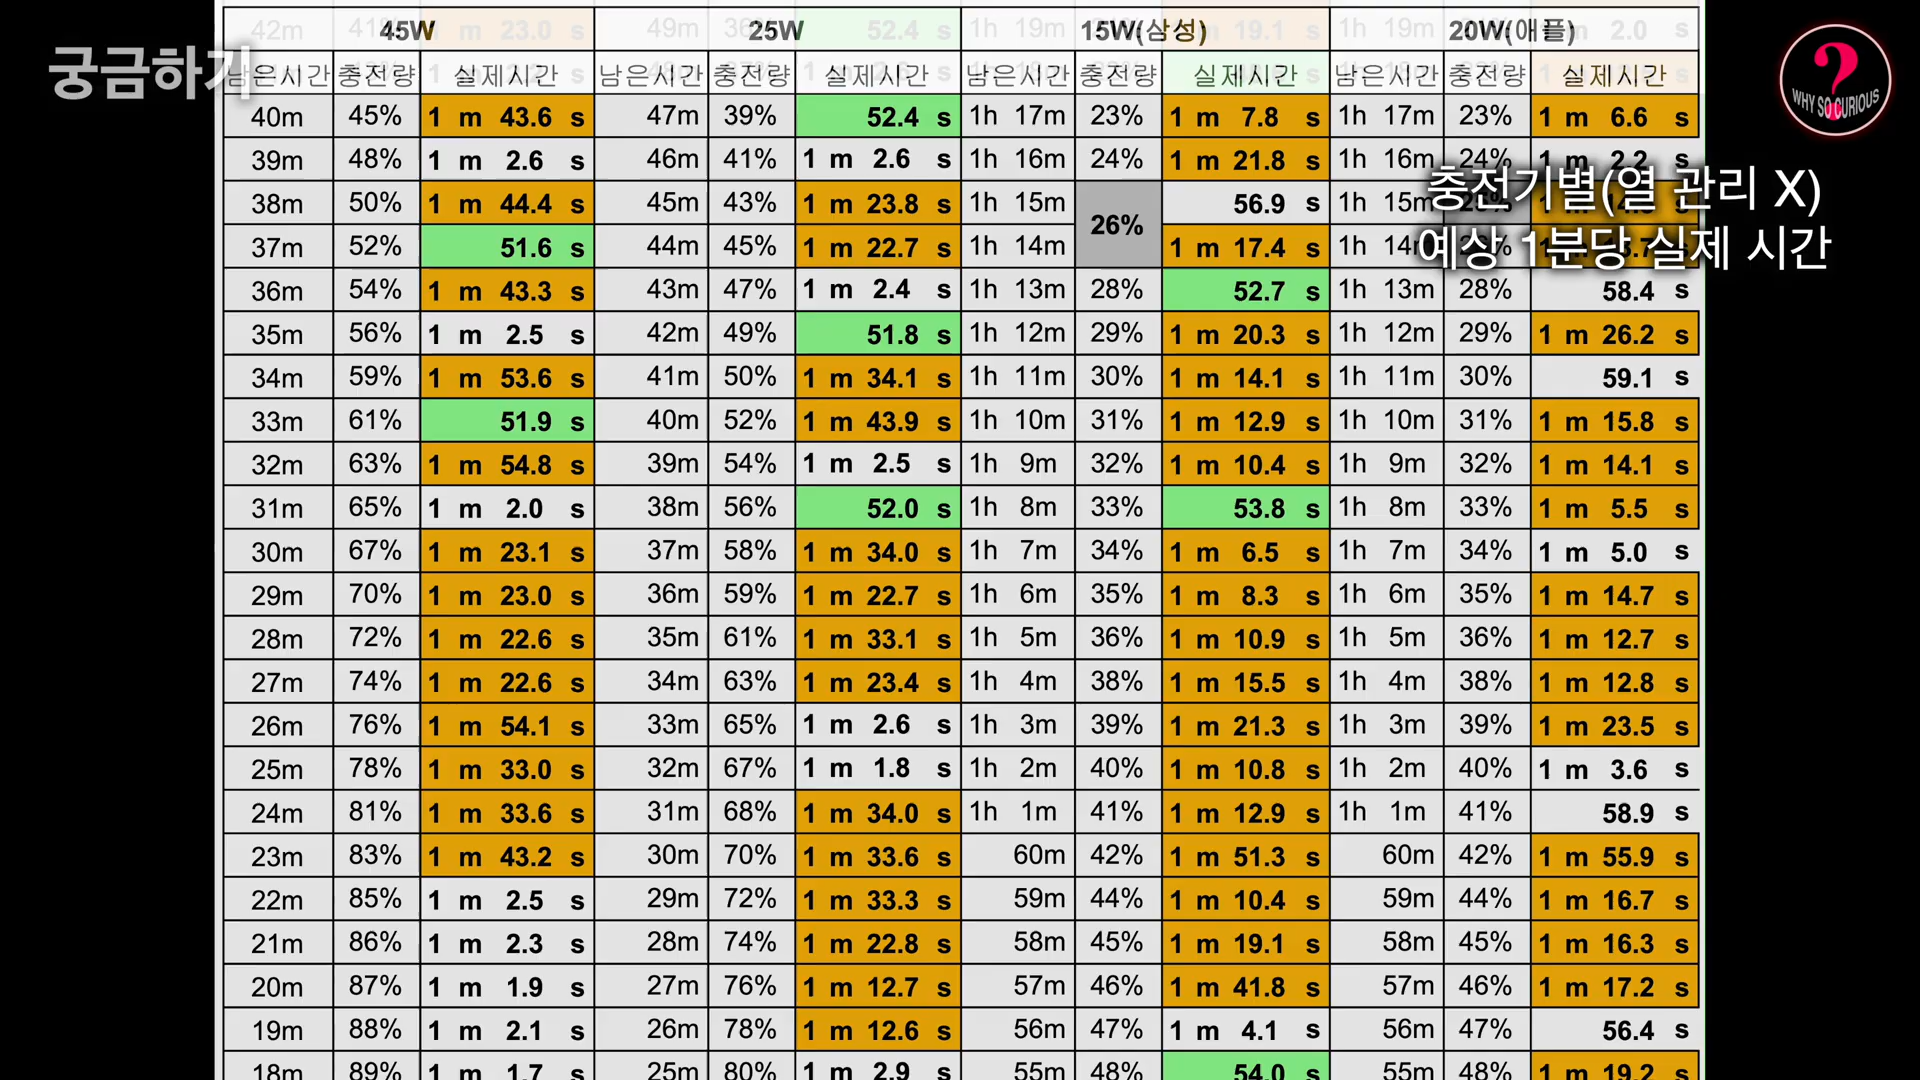 궁금하기
WHY SO CURIOUS
충전기별(열 관리 X)
예상 1분당 실제 시간
45W 25W 15W(삼성) 20W(애플)
남은시간 충전량 실제시간 남은시간 충전량 실제시간 남은시간 충전량 실제시간 남은시간 충전량 실제시간
40m 45% 1 m 43.6 s 47m 39% 52.4 s 1h 17m 23% 1 m 7.8 s 1h 17m 23% 1 m 6.6 s
39m 48% 1 m 2.6 s 46m 41% 1 m 2.6 s 1h 16m 24% 1 m 21.8 s 1h 16m 24% 1 m 2.2 s
38m 50% 1 m 44.4 s 45m 43% 1 m 23.8 s 1h 15m 26% 56.9 s 1h 15m
37m 52% 51.6 s 44m 45% 1 m 22.7 s 1h 14m 1 m 17.4 s 1h 14m
36m 54% 1 m 43.3 s 43m 47% 1 m 2.4 s 1h 13m 28% 52.7 s 1h 13m 28% 58.4 s
35m 56% 1 m 2.5 s 42m 49% 51.8 s 1h 12m 29% 1 m 20.3 s 1h 12m 29% 1 m 26.2 s
34m 59% 1 m 53.6 s 41m 50% 1 m 34.1 s 1h 11m 30% 1 m 14.1 s 1h 11m 30% 59.1 s
33m 61% 51.9 s 40m 52% 1 m 43.9 s 1h 10m 31% 1 m 12.9 s 1h 10m 31% 1 m 15.8 s
32m 63% 1 m 54.8 s 39m 54% 1 m 2.5 s 1h 9m 32% 1 m 10.4 s 1h 9m 32% 1 m 14.1 s
31m 65% 1 m 2.0 s 38m 56% 52.0 s 1h 8m 33% 53.8 s 1h 8m 33% 1 m 5.5 s
30m 67% 1 m 23.1 s 37m 58% 1 m 34.0 s 1h 7m 34% 1 m 6.5 s 1h 7m 34% 1 m 5.0 s
29m 70% 1 m 23.0 s 36m 59% 1 m 22.7 s 1h 6m 35% 1 m 8.3 s 1h 6m 35% 1 m 14.7 s
28m 72% 1 m 22.6 s 35m 61% 1 m 33.1 s 1h 5m 36% 1 m 10.9 s 1h 5m 36% 1 m 12.7 s
27m 74% 1 m 22.6 s 34m 63% 1 m 23.4 s 1h 4m 38% 1 m 15.5 s 1h 4m 38% 1 m 12.8 s
26m 76% 1 m 54.1 s 33m 65% 1 m 2.6 s 1h 3m 39% 1 m 21.3 s 1h 3m 39% 1 m 23.5 s
25m 78% 1 m 33.0 s 32m 67% 1 m 1.8 s 1h 2m 40% 1 m 10.8 s 1h 2m 40% 1 m 3.6 s
24m 81% 1 m 33.6 s 31m 68% 1 m 34.0 s 1h 1m 41% 1 m 12.9 s 1h 1m 41% 58.9 s
23m 83% 1 m 43.2 s 30m 70% 1 m 33.6 s 60m 42% 1 m 51.3 s 60m 42% 1 m 55.9 s
22m 85% 1 m 2.5 s 29m 72% 1 m 33.3 s 59m 44% 1 m 10.4 s 59m 44% 1 m 16.7 s
21m 86% 1 m 2.3 s 28m 74% 1 m 22.8 s 58m 45% 1 m 19.1 s 58m 45% 1 m 16.3 s
20m 87% 1 m 1.9 s 27m 76% 1 m 12.7 s 57m 46% 1 m 41.8 s 57m 46% 1 m 17.2 s
19m 88% 1 m 2.1 s 26m 78% 1 m 12.6 s 56m 47% 1 m 4.1 s 56m 47% 56.4 s
18m 89% 1 m 1.7 s 25m 80% 1 m 2.9 s 55m 48% 54.0 s 55m 48% 1 m 19.2 s